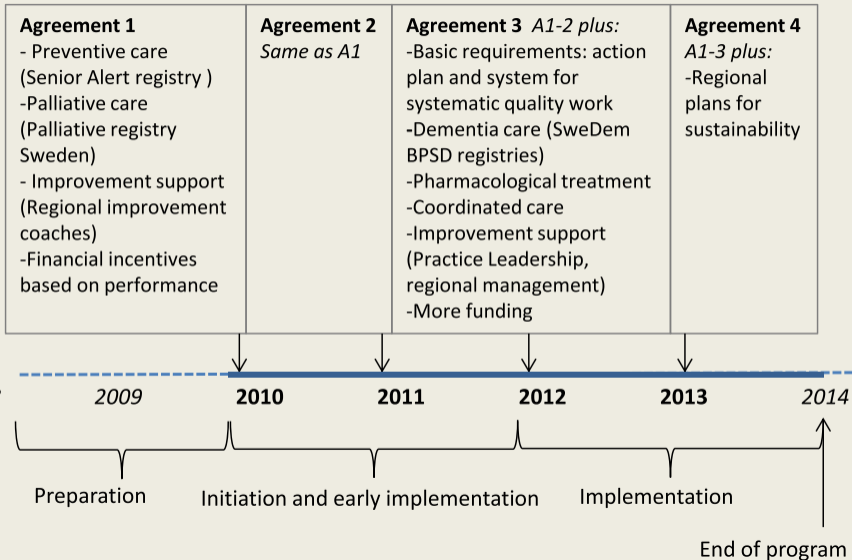 Agreement 1
- Preventive care
(Senior Alert registry )
-Palliative care
(Palliative registry
Sweden)
- Improvement support
(Regional improvement
coaches)
-Financial incentives
based on performance
Agreement 2
Same as A1
Agreement 3 A1-2 plus:
-Basic requirements: action
plan and system for
systematic quality work
-Dementia care (SweDem
BPSD registries)
-Pharmacological treatment
-Coordinated care
-Improvement support
(Practice Leadership,
regional management)
-More funding
Agreement 4
A1-3 plus:
-Regional
plans for
sustainability
2009 2010 2011 2012 2013 2014
Preparation Initiation and early implementation Implementation
End of program